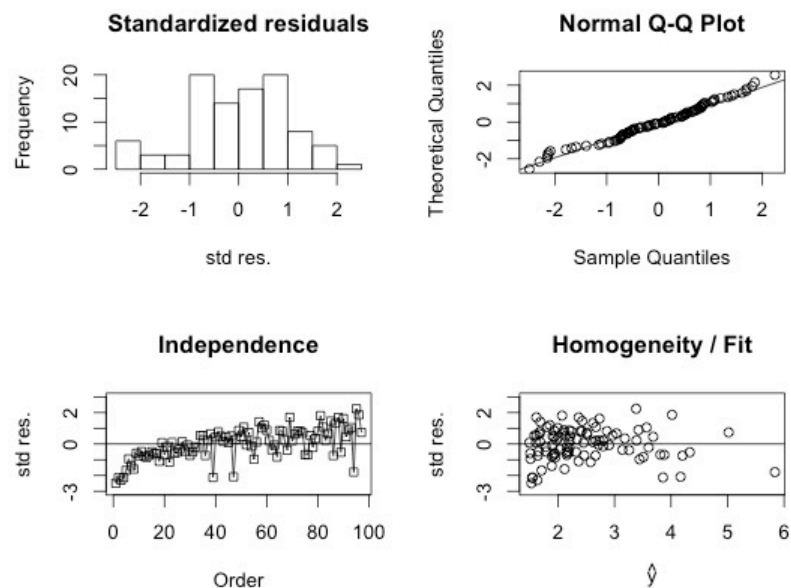 Standardized residuals
Frequency
0
10
20
-2
-1
0
1
2
std res.
Normal Q-Q Plot
Theoretical Quantiles
-2
0
2
-2
-1
0
1
2
Sample Quantiles
Independence
std res.
-3
0
2
0
20
40
60
80
100
Order
Homogeneity / Fit
std res.
-3
0
2
2
3
4
5
6
ŷ